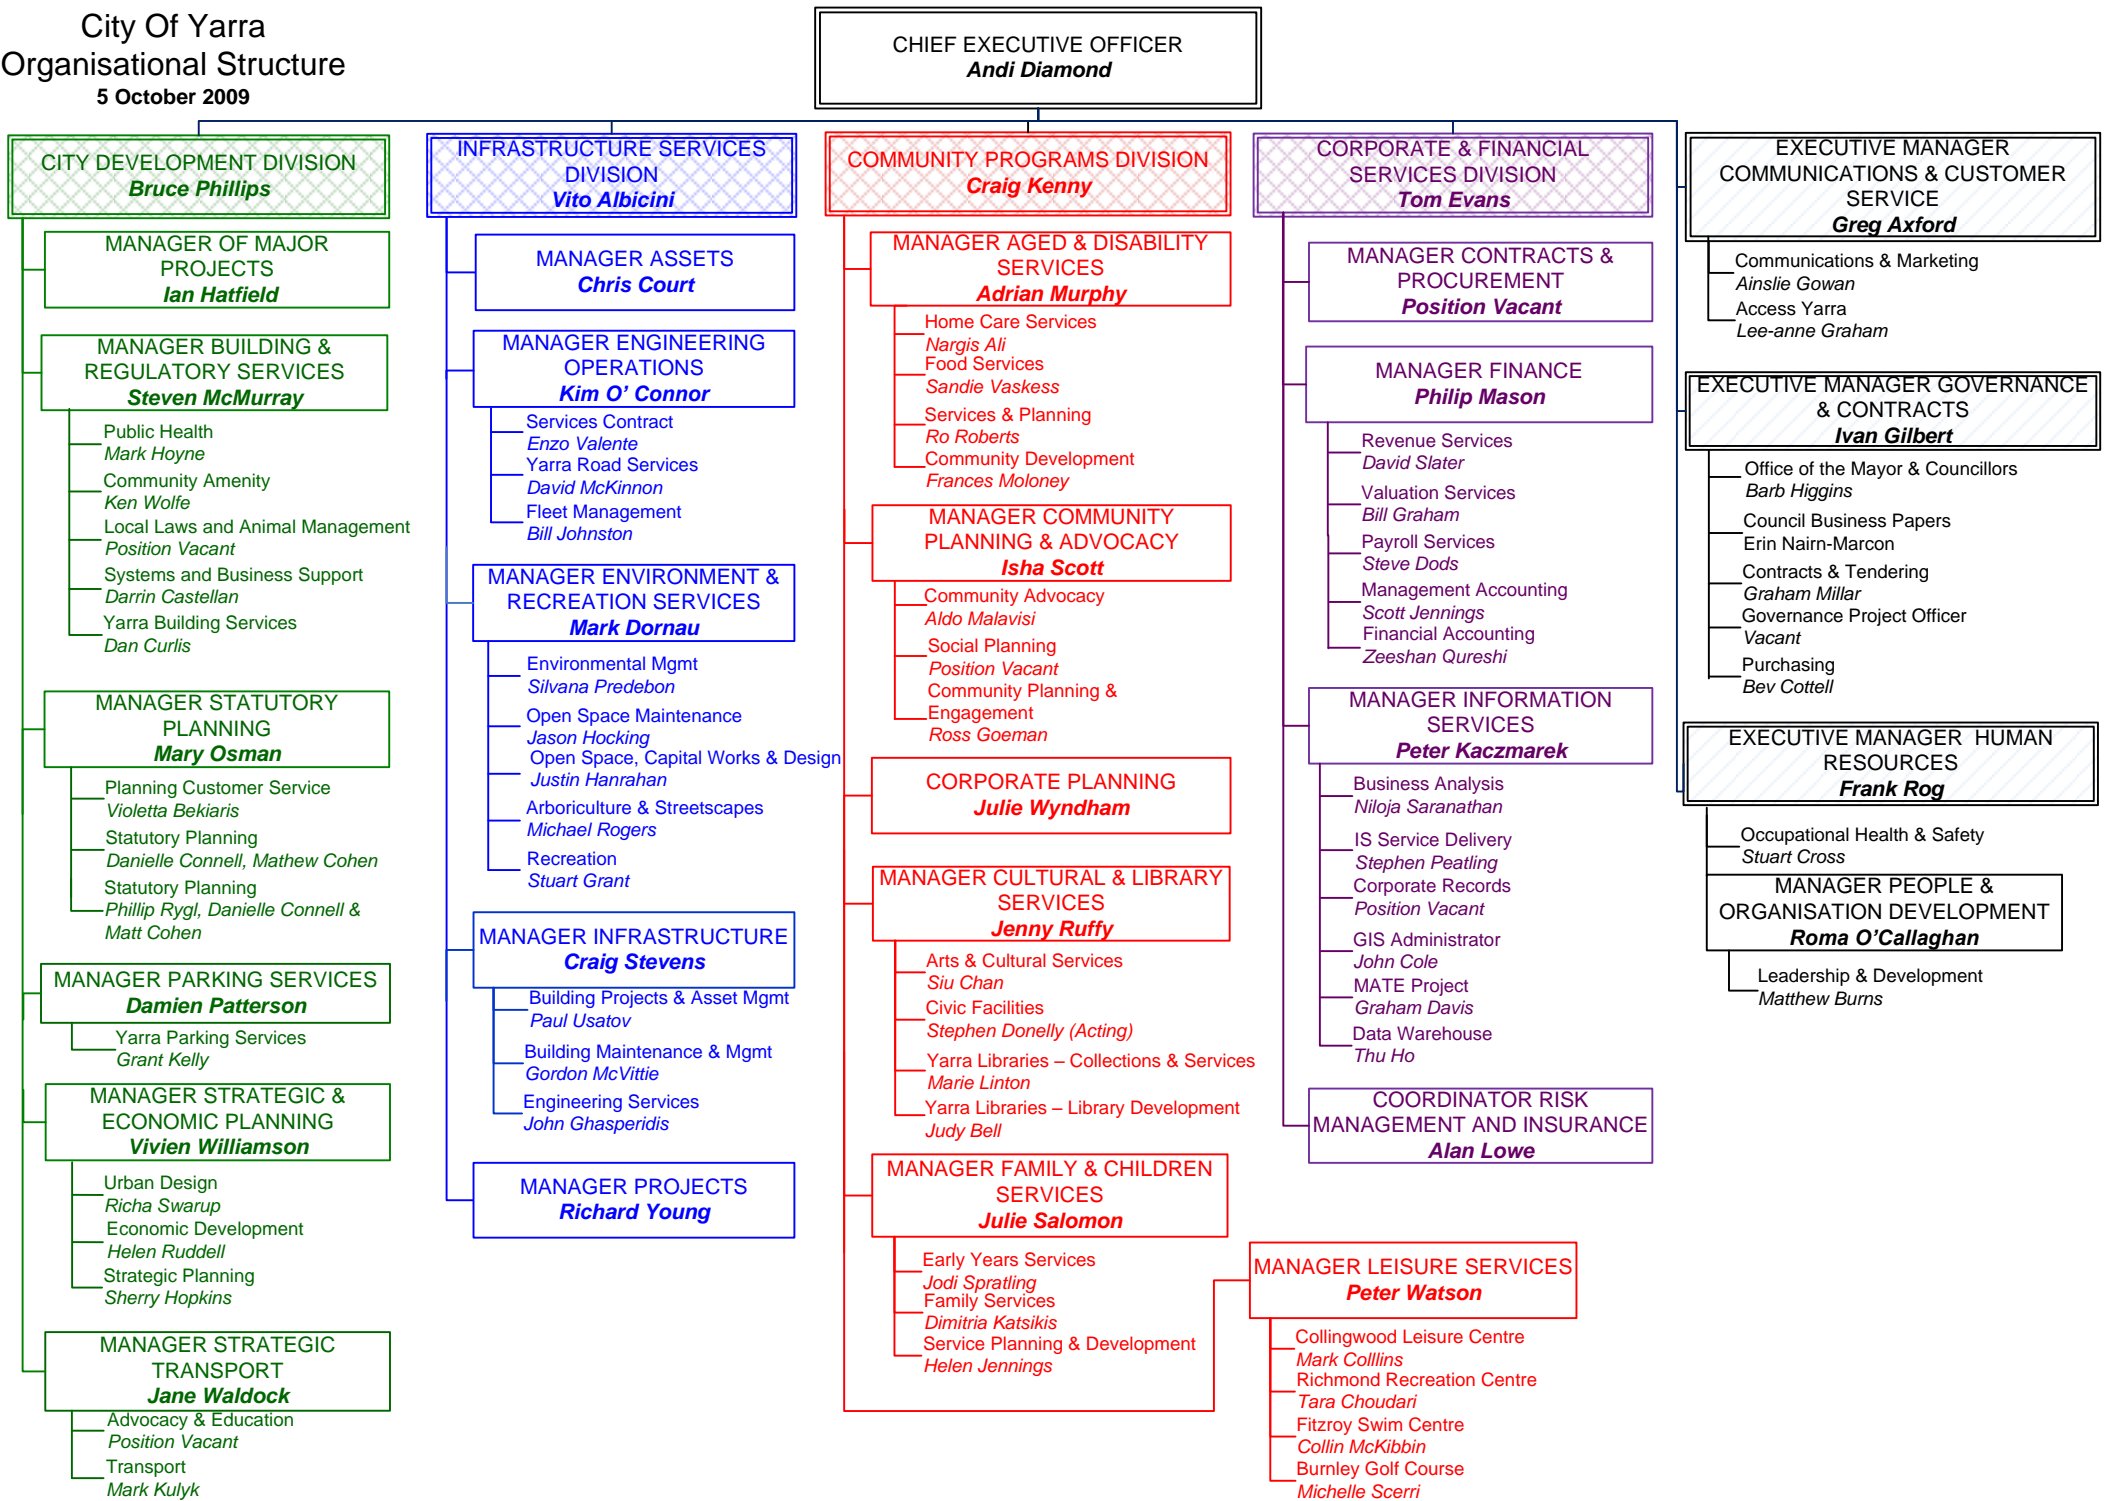 City Of Yarra
Organisational Structure
5 October 2009
CHIEF EXECUTIVE OFFICER
Andi Diamond
CITY DEVELOPMENT DIVISION
Bruce Phillips
MANAGER OF MAJOR
PROJECTS
Ian Hatfield
MANAGER BUILDING &
REGULATORY SERVICES
Steven McMurray
Public Health
Mark Hoyne
Community Amenity
Ken Wolfe
Local Laws and Animal Management
Position Vacant
Systems and Business Support
Darrin Castellan
Yarra Building Services
Dan Curlis
MANAGER STATUTORY
PLANNING
Mary Osman
Planning Customer Service
Violetta Bekiaris
Statutory Planning
Danielle Connell, Mathew Cohen
Statutory Planning
Phillip Rygl, Danielle Connell &
Matt Cohen
MANAGER PARKING SERVICES
Damien Patterson
Yarra Parking Services
Grant Kelly
MANAGER STRATEGIC &
ECONOMIC PLANNING
Vivien Williamson
Urban Design
Richa Swarup
Economic Development
Helen Ruddell
Strategic Planning
Sherry Hopkins
MANAGER STRATEGIC
TRANSPORT
Jane Waldock
Advocacy & Education
Position Vacant
Transport
Mark Kulyk
INFRASTRUCTURE SERVICES
DIVISION
Vito Albicini
MANAGER ASSETS
Chris Court
MANAGER ENGINEERING
OPERATIONS
Kim O' Connor
Services Contract
Enzo Valente
Yarra Road Services
David McKinnon
Fleet Management
Bill Johnston
MANAGER ENVIRONMENT &
RECREATION SERVICES
Mark Dornau
Environmental Mgmt
Silvana Predebon
Open Space Maintenance
Jason Hocking
Open Space, Capital Works & Design
Justin Hanrahan
Arboriculture & Streetscapes
Michael Rogers
Recreation
Stuart Grant
MANAGER INFRASTRUCTURE
Craig Stevens
Building Projects & Asset Mgmt
Paul Usatov
Building Maintenance & Mgmt
Gordon McVittie
Engineering Services
John Ghasperidis
MANAGER PROJECTS
Richard Young
COMMUNITY PROGRAMS DIVISION
Craig Kenny
MANAGER AGED & DISABILITY
SERVICES
Adrian Murphy
Home Care Services
Nargis Ali
Food Services
Sandie Vaskess
Services & Planning
Ro Roberts
Community Development
Frances Moloney
MANAGER COMMUNITY
PLANNING & ADVOCACY
Isha Scott
Community Advocacy
Aldo Malavisi
Social Planning
Position Vacant
Community Planning &
Engagement
Ross Goeman
CORPORATE PLANNING
Julie Wyndham
MANAGER CULTURAL & LIBRARY
SERVICES
Jenny Ruffy
Arts & Cultural Services
Siu Chan
Civic Facilities
Stephen Donelly (Acting)
Yarra Libraries – Collections & Services
Marie Linton
Yarra Libraries – Library Development
Judy Bell
MANAGER FAMILY & CHILDREN
SERVICES
Julie Salomon
Early Years Services
Jodi Spratling
Family Services
Dimitria Katsikis
Service Planning & Development
Helen Jennings
MANAGER LEISURE SERVICES
Peter Watson
Collingwood Leisure Centre
Mark Colllins
Richmond Recreation Centre
Tara Choudari
Fitzroy Swim Centre
Collin McKibbin
Burnley Golf Course
Michelle Scerri
CORPORATE & FINANCIAL
SERVICES DIVISION
Tom Evans
MANAGER CONTRACTS &
PROCUREMENT
Position Vacant
MANAGER FINANCE
Philip Mason
Revenue Services
David Slater
Valuation Services
Bill Graham
Payroll Services
Steve Dods
Management Accounting
Scott Jennings
Financial Accounting
Zeeshan Qureshi
MANAGER INFORMATION
SERVICES
Peter Kaczmarek
Business Analysis
Niloja Saranathan
IS Service Delivery
Stephen Peatling
Corporate Records
Position Vacant
GIS Administrator
John Cole
MATE Project
Graham Davis
Data Warehouse
Thu Ho
COORDINATOR RISK
MANAGEMENT AND INSURANCE
Alan Lowe
EXECUTIVE MANAGER
COMMUNICATIONS & CUSTOMER
SERVICE
Greg Axford
Communications & Marketing
Ainslie Gowan
Access Yarra
Lee-anne Graham
EXECUTIVE MANAGER GOVERNANCE
& CONTRACTS
Ivan Gilbert
Office of the Mayor & Councillors
Barb Higgins
Council Business Papers
Erin Nairn-Marcon
Contracts & Tendering
Graham Millar
Governance Project Officer
Vacant
Purchasing
Bev Cottell
EXECUTIVE MANAGER HUMAN
RESOURCES
Frank Rog
Occupational Health & Safety
Stuart Cross
MANAGER PEOPLE &
ORGANISATION DEVELOPMENT
Roma O’Callaghan
Leadership & Development
Matthew Burns